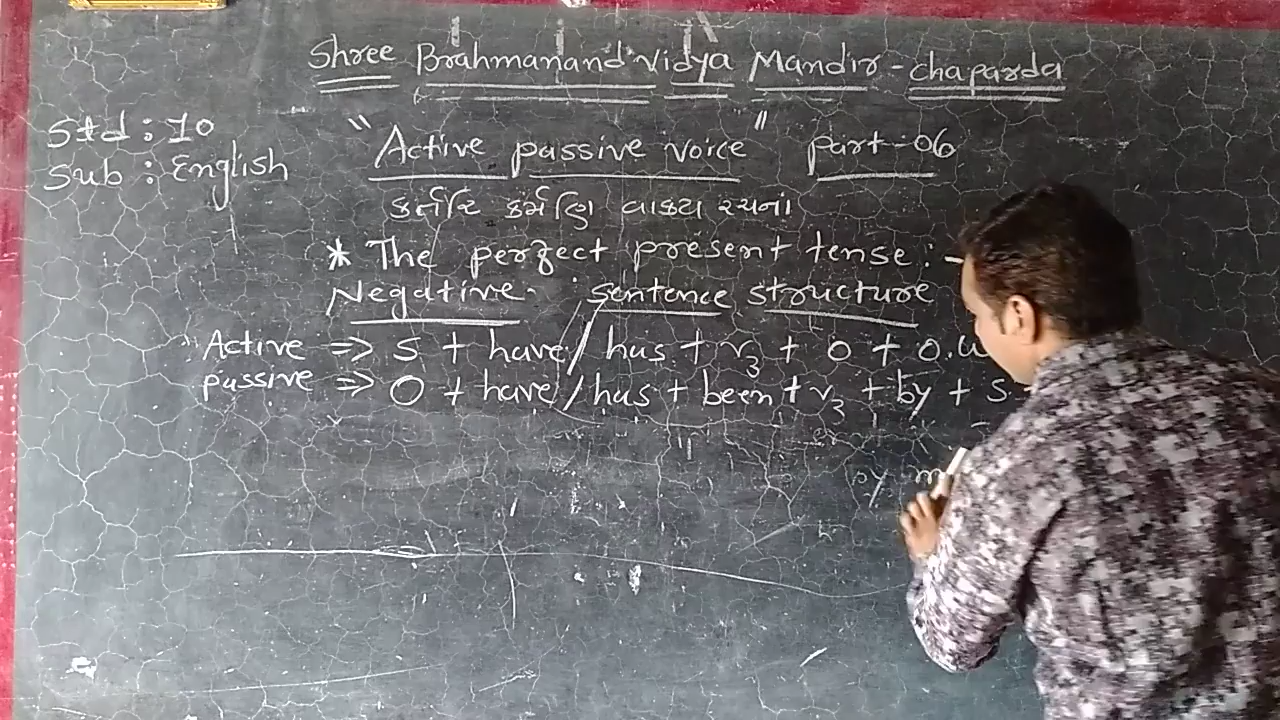 Shree Brahmanand Vidya Mandir - chaparda
Std : 10
Sub : English
"Active passive voice" part-06
કર્તરિ કર્મણિ વાક્ય રચના
* The perfect present tense :-
Negative sentence structure
Active => S + have / has + v3 + o + o.w
passive => O + have / has + been + v3 + by + s
by m